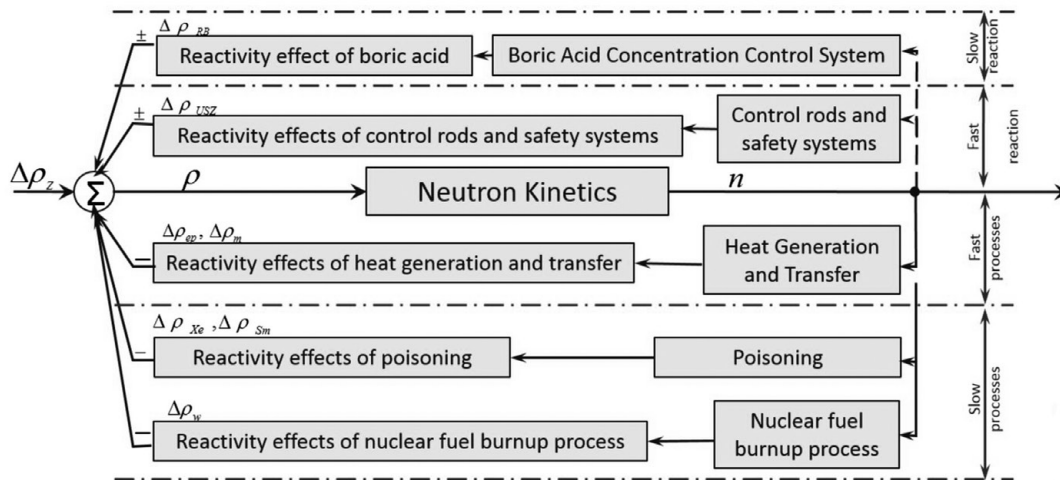 ± Δρ_RB
Reactivity effect of boric acid
Boric Acid Concentration Control System
Slow
reaction
± Δρ_USZ
Reactivity effects of control rods and safety systems
Control rods and
safety systems
Fast
reaction
Δρ_z
Σ
ρ
Neutron Kinetics
n
Δρ_ep, Δρ_m
− Reactivity effects of heat generation and transfer
Heat Generation
and Transfer
Fast
processes
Δρ_Xe, Δρ_Sm
− Reactivity effects of poisoning
Poisoning
Δρ_w
− Reactivity effects of nuclear fuel burnup process
Nuclear fuel
burnup process
Slow
processes